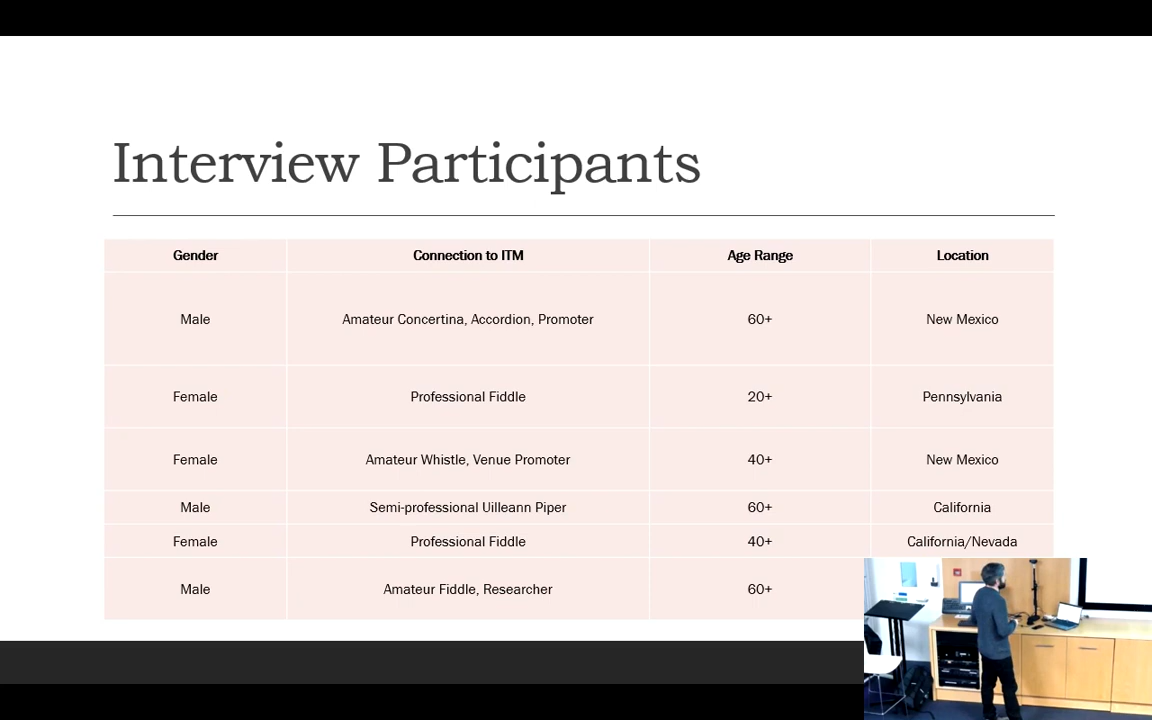 Interview Participants
Gender Connection to ITM Age Range Location
Male Amateur Concertina, Accordion, Promoter 60+ New Mexico
Female Professional Fiddle 20+ Pennsylvania
Female Amateur Whistle, Venue Promoter 40+ New Mexico
Male Semi-professional Uilleann Piper 60+ California
Female Professional Fiddle 40+ California/Nevada
Male Amateur Fiddle, Researcher 60+